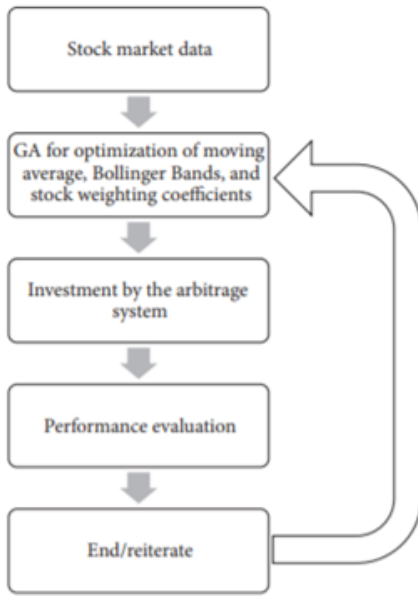 Stock market data
GA for optimization of moving
average, Bollinger Bands, and
stock weighting coefficients
Investment by the arbitrage
system
Performance evaluation
End/reiterate